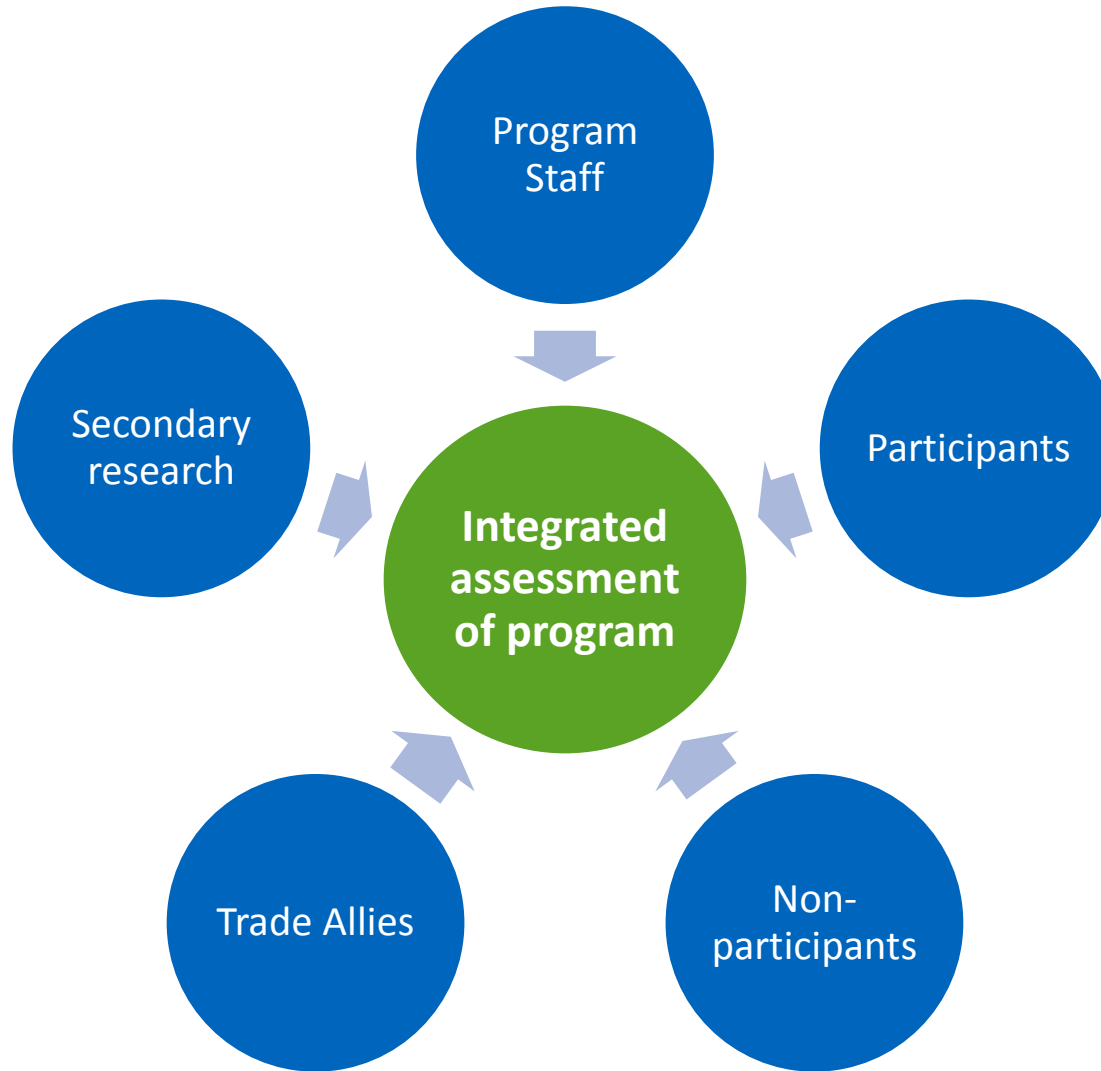 Program
Staff
Secondary
research
Participants
Integrated
assessment
of program
Trade Allies
Non-
participants